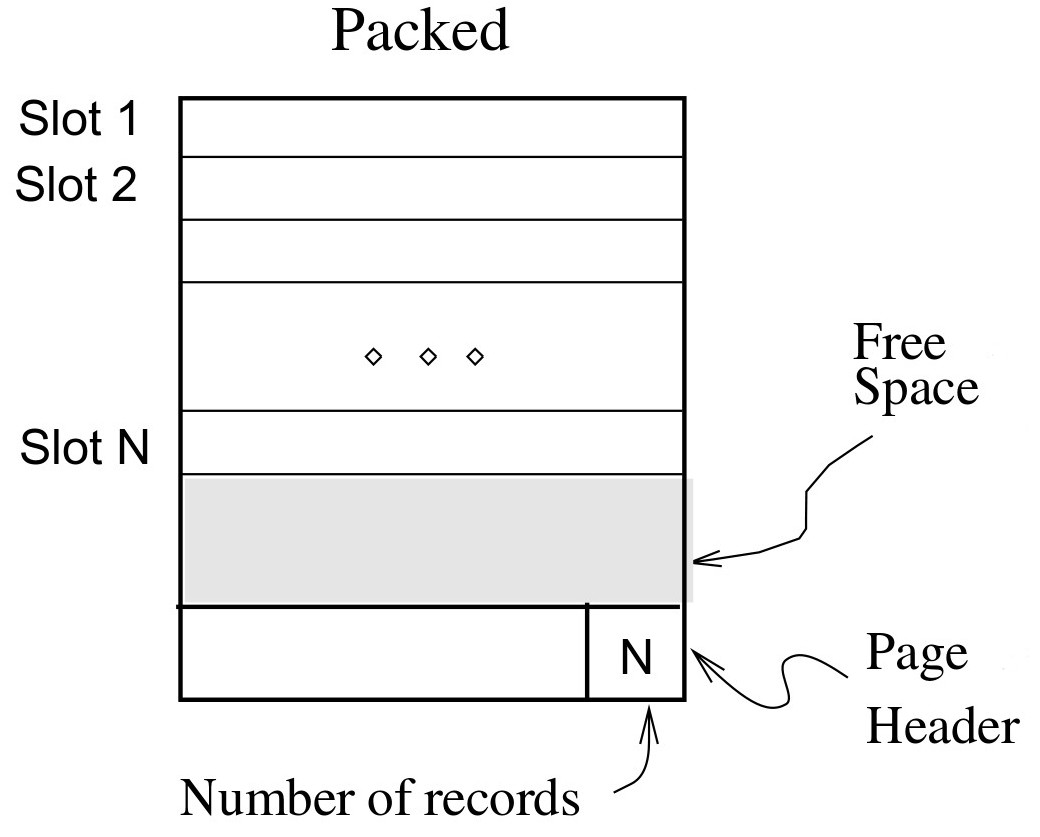 Packed
Slot 1
Slot 2
Free
Space
Slot N
N
Page
Header
Number of records